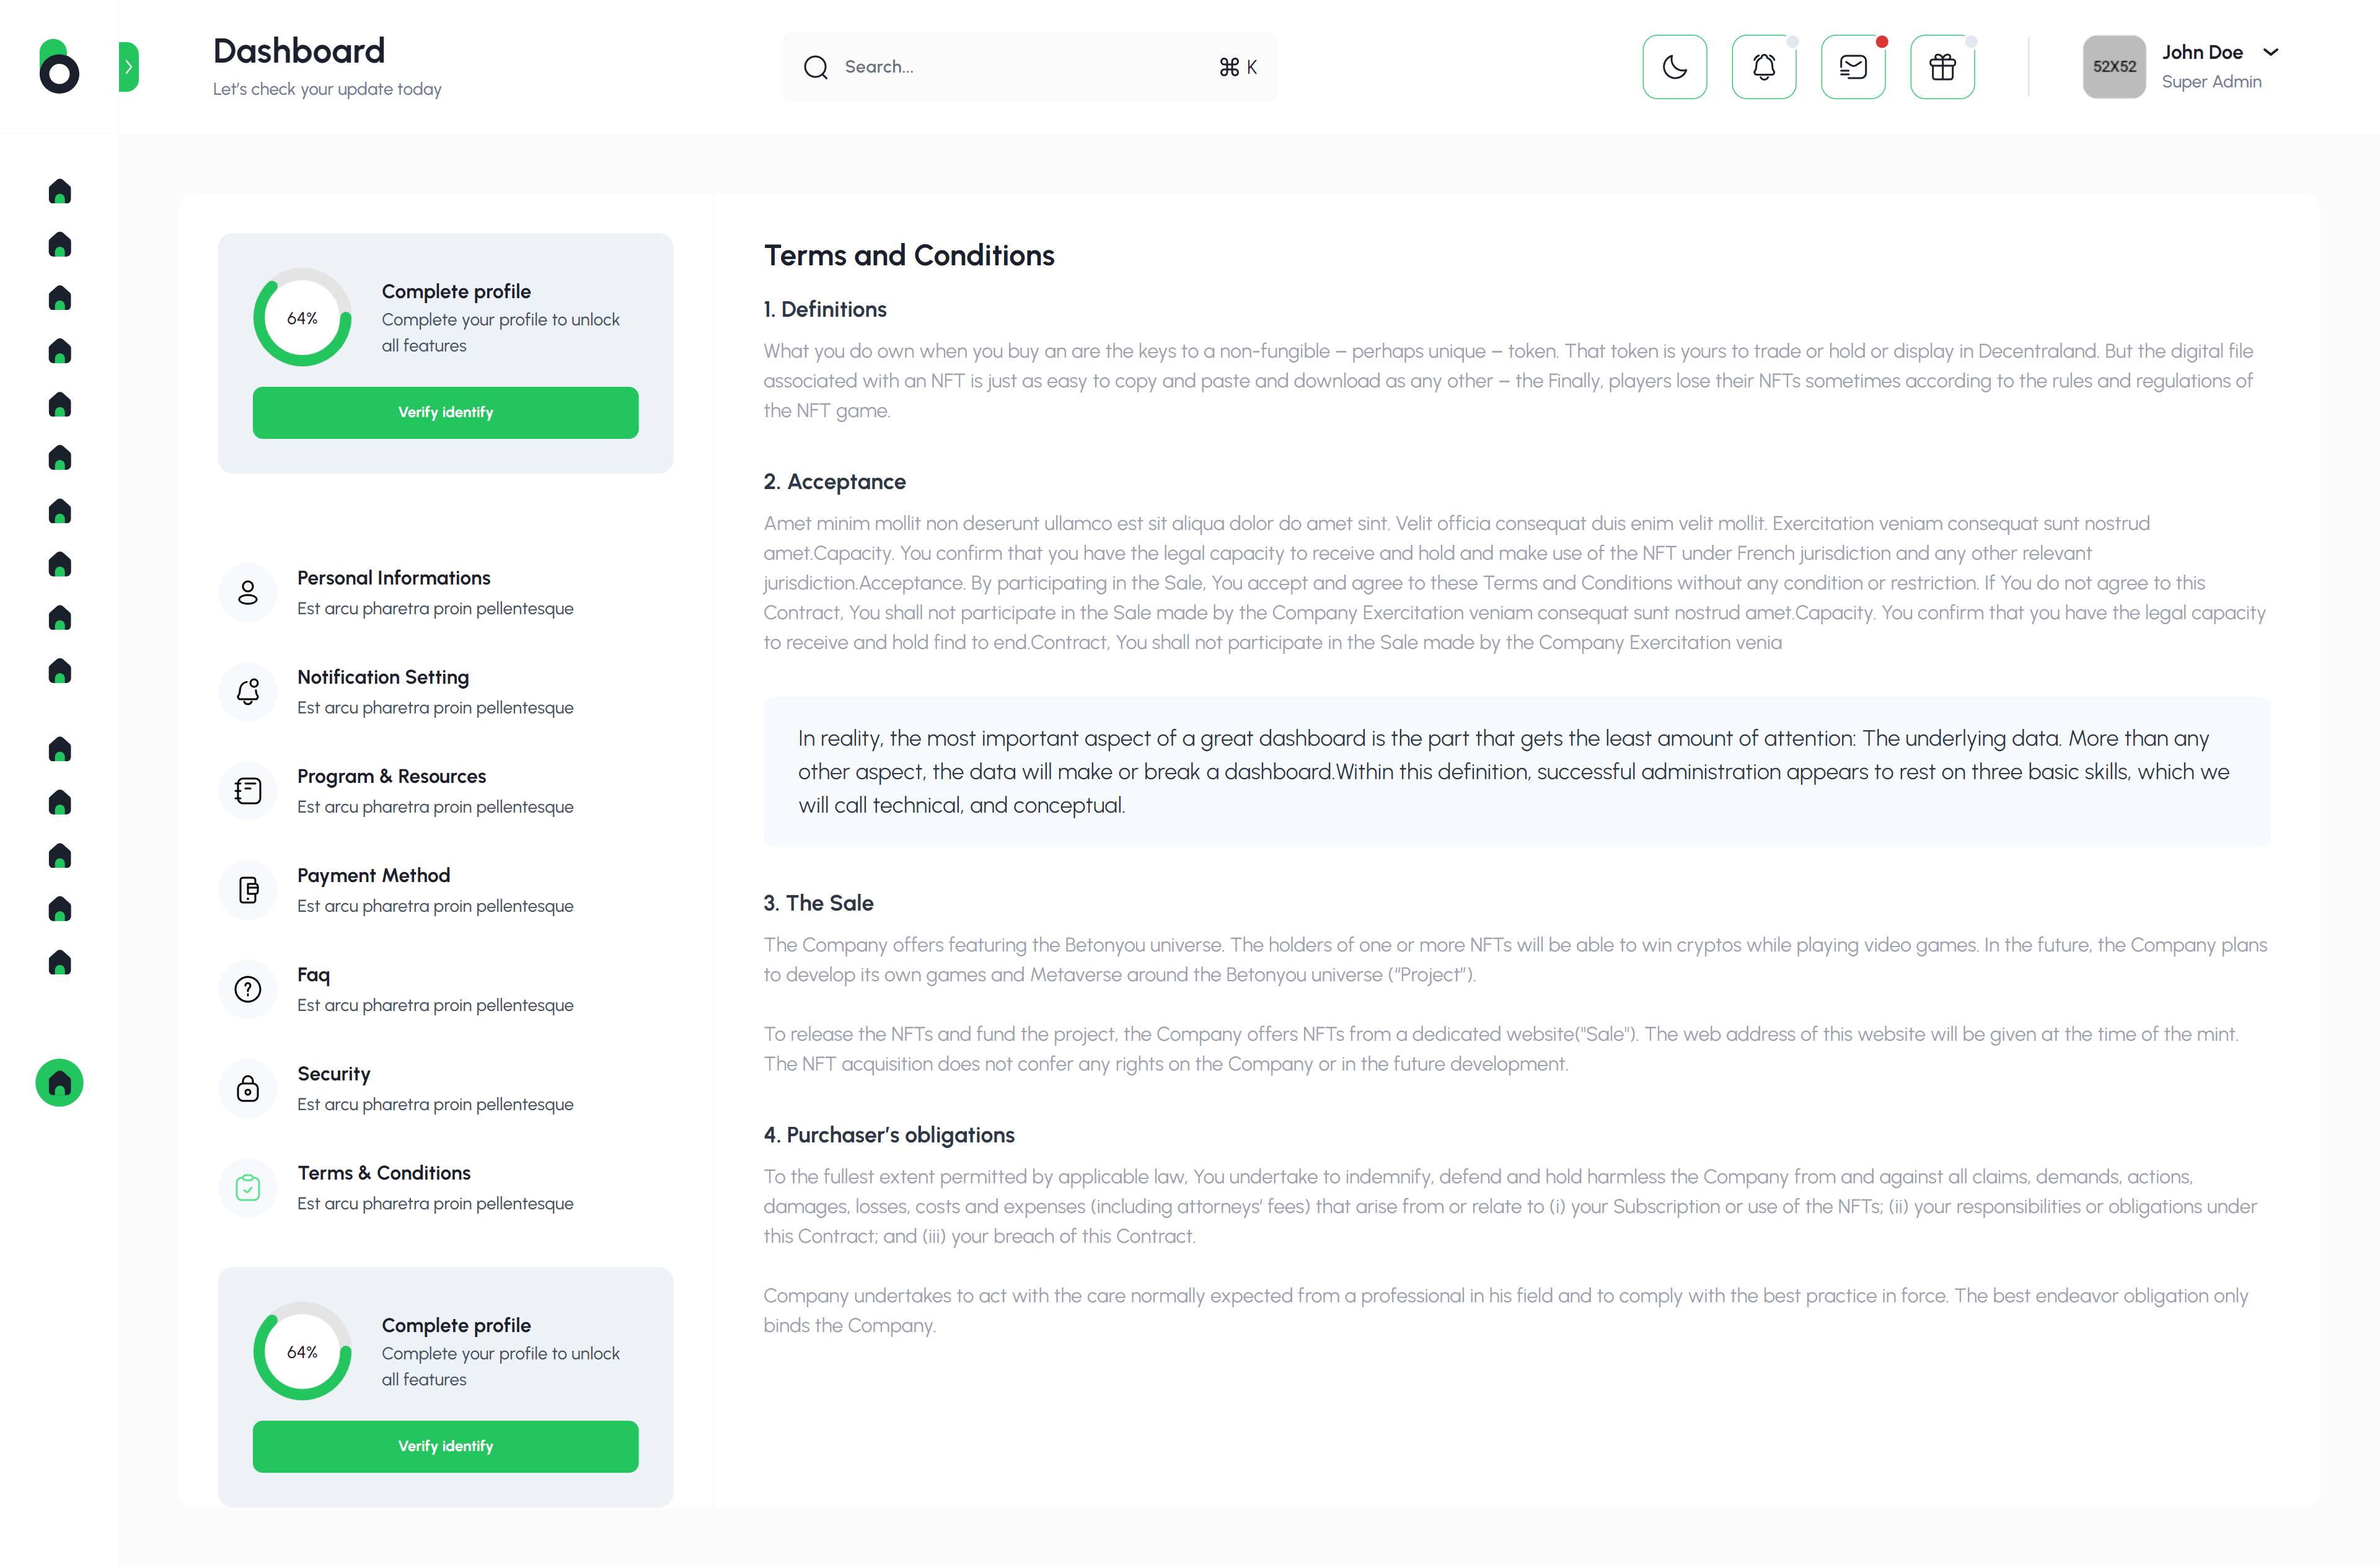 Dashboard
Let's check your update today
Search...
⌘ K
52X52
John Doe
Super Admin
64%
Complete profile
Complete your profile to unlock
all features
Verify identify
Personal Informations
Est arcu pharetra proin pellentesque
Notification Setting
Est arcu pharetra proin pellentesque
Program & Resources
Est arcu pharetra proin pellentesque
Payment Method
Est arcu pharetra proin pellentesque
Faq
Est arcu pharetra proin pellentesque
Security
Est arcu pharetra proin pellentesque
Terms & Conditions
Est arcu pharetra proin pellentesque
64%
Complete profile
Complete your profile to unlock
all features
Verify identify
Terms and Conditions
1. Definitions
What you do own when you buy an are the keys to a non-fungible – perhaps unique – token. That token is yours to trade or hold or display in Decentraland. But the digital file
associated with an NFT is just as easy to copy and paste and download as any other – the Finally, players lose their NFTs sometimes according to the rules and regulations of
the NFT game.
2. Acceptance
Amet minim mollit non deserunt ullamco est sit aliqua dolor do amet sint. Velit officia consequat duis enim velit mollit. Exercitation veniam consequat sunt nostrud
amet.Capacity. You confirm that you have the legal capacity to receive and hold and make use of the NFT under French jurisdiction and any other relevant
jurisdiction.Acceptance. By participating in the Sale, You accept and agree to these Terms and Conditions without any condition or restriction. If You do not agree to this
Contract, You shall not participate in the Sale made by the Company Exercitation veniam consequat sunt nostrud amet.Capacity. You confirm that you have the legal capacity
to receive and hold find to end.Contract, You shall not participate in the Sale made by the Company Exercitation venia
In reality, the most important aspect of a great dashboard is the part that gets the least amount of attention: The underlying data. More than any
other aspect, the data will make or break a dashboard.Within this definition, successful administration appears to rest on three basic skills, which we
will call technical, and conceptual.
3. The Sale
The Company offers featuring the Betonyou universe. The holders of one or more NFTs will be able to win cryptos while playing video games. In the future, the Company plans
to develop its own games and Metaverse around the Betonyou universe (“Project”).
To release the NFTs and fund the project, the Company offers NFTs from a dedicated website("Sale"). The web address of this website will be given at the time of the mint.
The NFT acquisition does not confer any rights on the Company or in the future development.
4. Purchaser’s obligations
To the fullest extent permitted by applicable law, You undertake to indemnify, defend and hold harmless the Company from and against all claims, demands, actions,
damages, losses, costs and expenses (including attorneys’ fees) that arise from or relate to (i) your Subscription or use of the NFTs; (ii) your responsibilities or obligations under
this Contract; and (iii) your breach of this Contract.
Company undertakes to act with the care normally expected from a professional in his field and to comply with the best practice in force. The best endeavor obligation only
binds the Company.